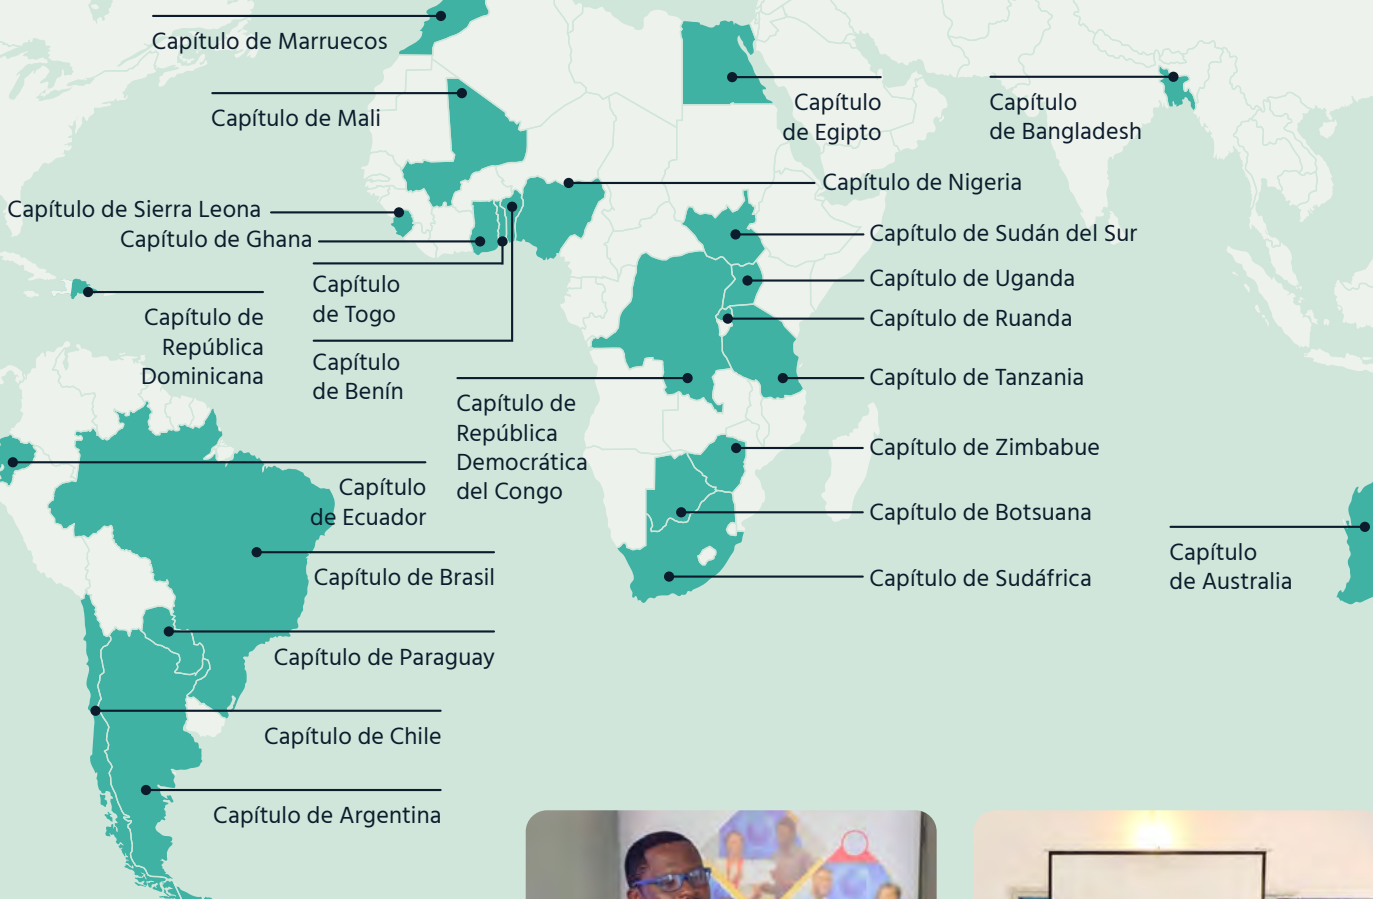 Capítulo de Marruecos
Capítulo de Mali
Capítulo
de Egipto
Capítulo
de Bangladesh
Capítulo de Nigeria
Capítulo de Sierra Leona
Capítulo de Ghana
Capítulo de Sudán del Sur
Capítulo
de Togo
Capítulo de Uganda
Capítulo de
República
Dominicana
Capítulo de Ruanda
Capítulo
de Benín
Capítulo de Tanzania
Capítulo de
República
Democrática
del Congo
Capítulo de Zimbabue
Capítulo
de Ecuador
Capítulo de Botsuana
Capítulo
de Australia
Capítulo de Brasil
Capítulo de Sudáfrica
Capítulo de Paraguay
Capítulo de Chile
Capítulo de Argentina